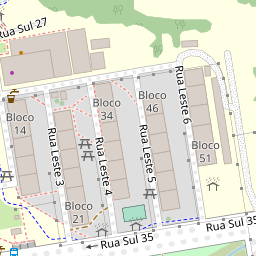 Rua Sul 27
Bloco
46
Bloco
34
Bloco
14
Rua Leste 6
Bloco
51
Rua Leste 3
Rua Leste 4
Rua Leste 5
Bloco
21
Rua Sul 35
Rua Sul 35